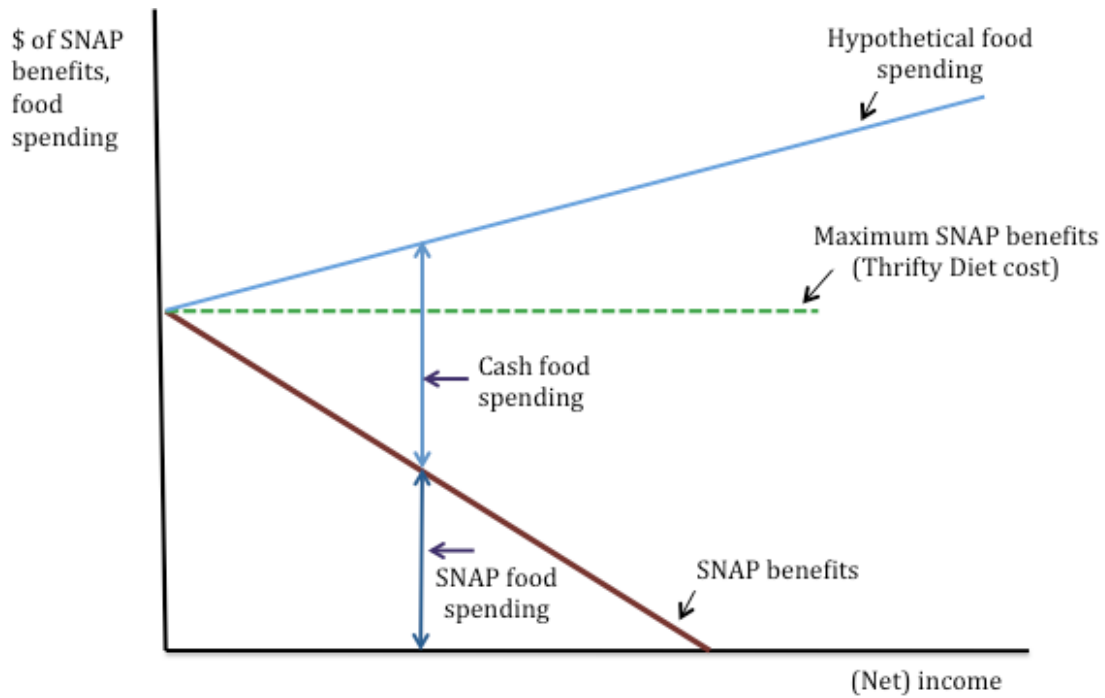 $ of SNAP
benefits,
food
spending
Hypothetical food
spending
Maximum SNAP benefits
(Thrifty Diet cost)
Cash food
spending
SNAP food
spending
SNAP benefits
(Net) income